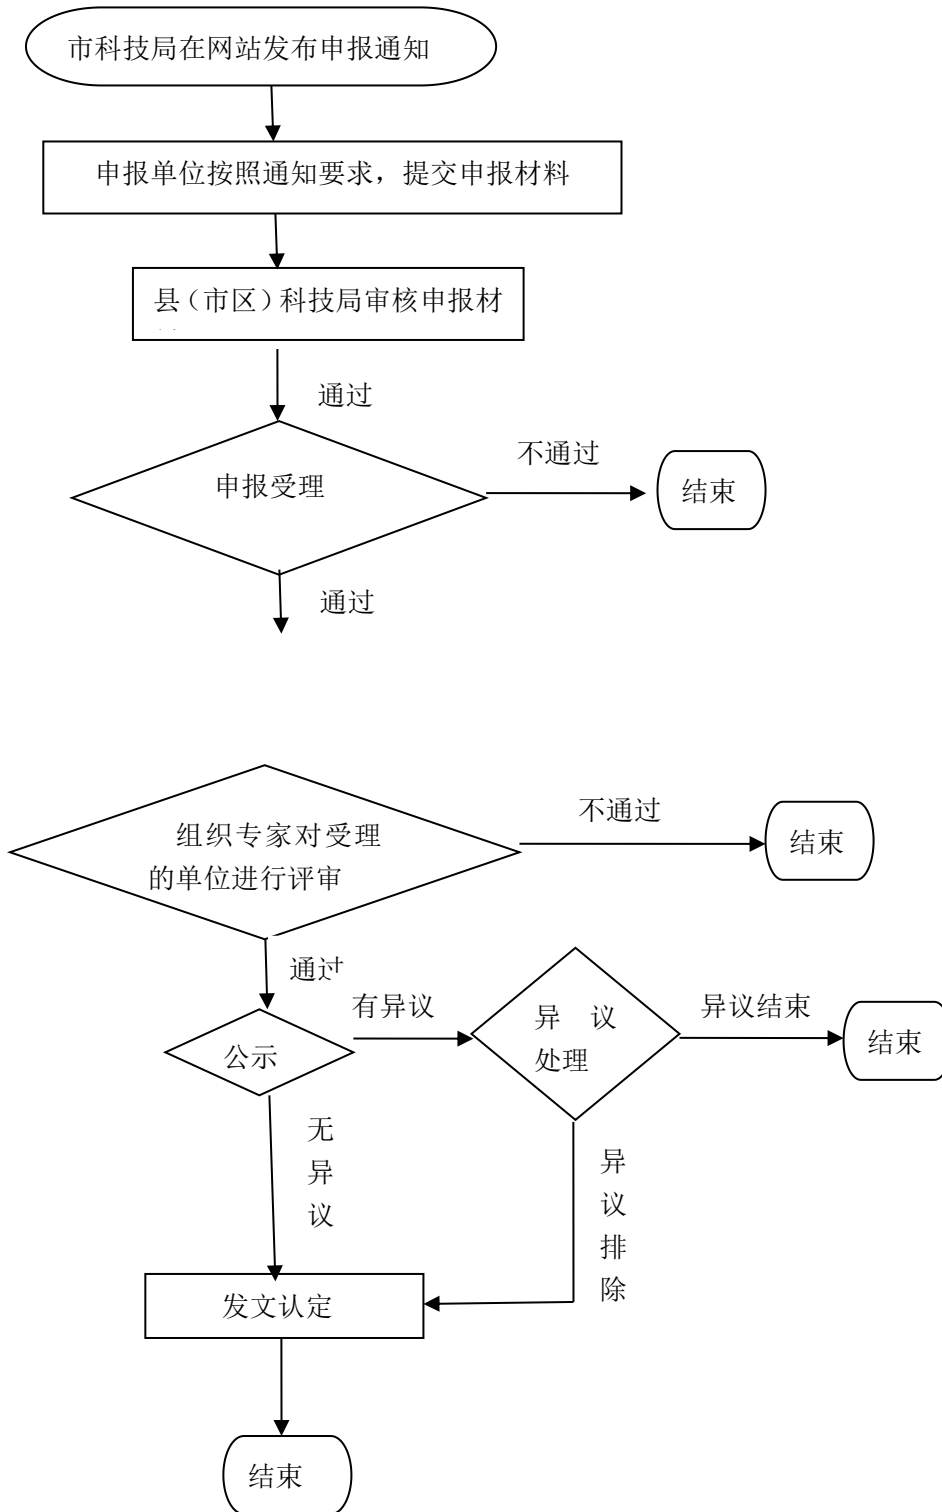 市科技局在网站发布申报通知
申报单位按照通知要求，提交申报材料
县（市区）科技局审核申报材
通过
不通过
申报受理
结束
通过
不通过
组织专家对受理
的单位进行评审
结束
通过
有异议
异 议
处理
异议结束
结束
公示
无
异
议
异
议
排
除
发文认定
结束